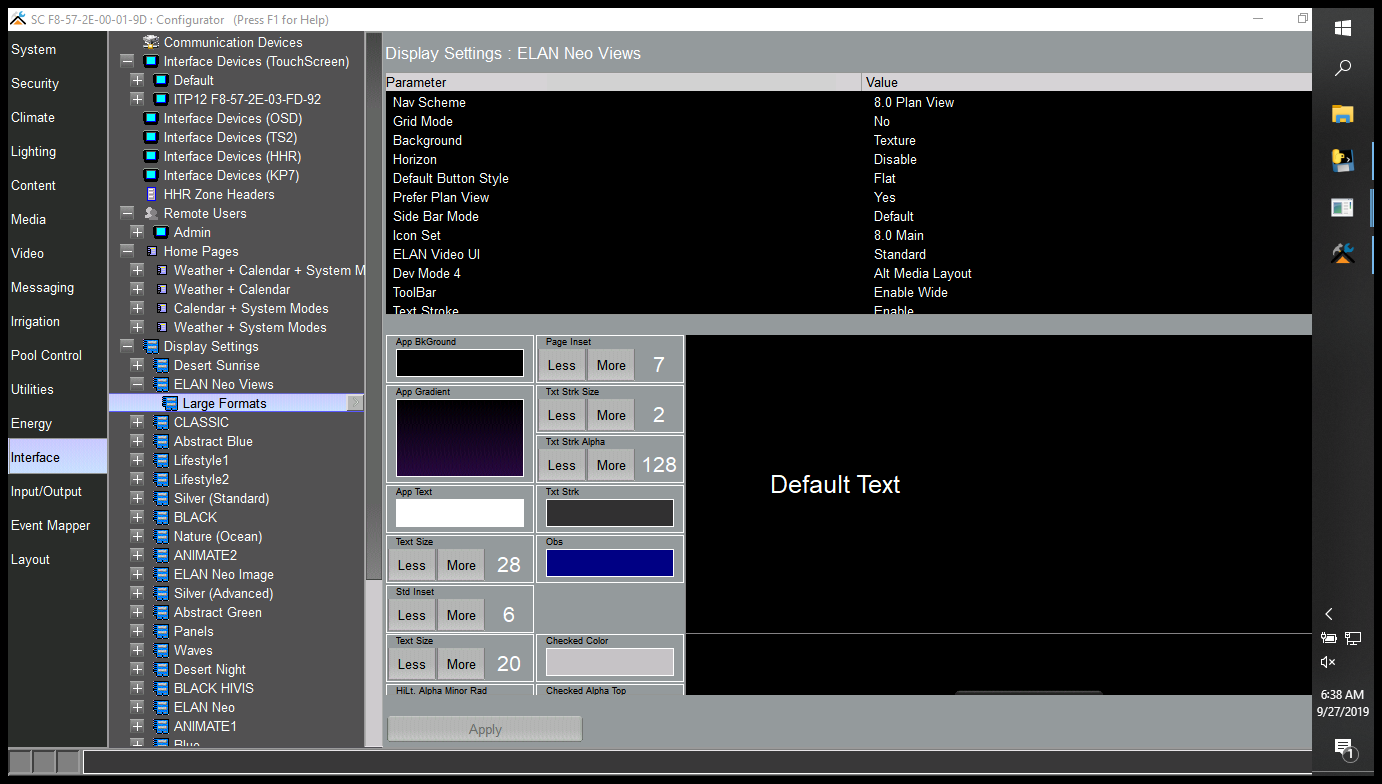 SC F8-57-2E-00-01-9D : Configurator (Press F1 for Help)
System
Security
Climate
Lighting
Content
Media
Video
Messaging
Irrigation
Pool Control
Utilities
Energy
Interface
Input/Output
Event Mapper
Layout
Communication Devices
Interface Devices (TouchScreen)
Default
ITP12 F8-57-2E-03-FD-92
Interface Devices (OSD)
Interface Devices (TS2)
Interface Devices (HHR)
Interface Devices (KP7)
HHR Zone Headers
Remote Users
Admin
Home Pages
Weather + Calendar + System M
Weather + Calendar
Calendar + System Modes
Weather + System Modes
Display Settings
Desert Sunrise
ELAN Neo Views
Large Formats
CLASSIC
Abstract Blue
Lifestyle1
Lifestyle2
Silver (Standard)
BLACK
Nature (Ocean)
ANIMATE2
ELAN Neo Image
Silver (Advanced)
Abstract Green
Panels
Waves
Desert Night
BLACK HIVIS
ELAN Neo
ANIMATE1
Blue
Display Settings : ELAN Neo Views
Parameter Value
Nav Scheme 8.0 Plan View
Grid Mode No
Background Texture
Horizon Disable
Default Button Style Flat
Prefer Plan View Yes
Side Bar Mode Default
Icon Set 8.0 Main
ELAN Video UI Standard
Dev Mode 4 Alt Media Layout
ToolBar Enable Wide
Text Stroke Enable
App BkGround
Page Inset
Less More 7
App Gradient
Txt Strk Size
Less More 2
Txt Strk Alpha
Less More 128
App Text
Txt Strk
Text Size
Less More 28
Obs
Std Inset
Less More 6
Text Size
Less More 20
Checked Color
HiLt. Alpha Minor Rad
Checked Alpha Top
Default Text
Apply
6:38 AM
9/27/2019
1